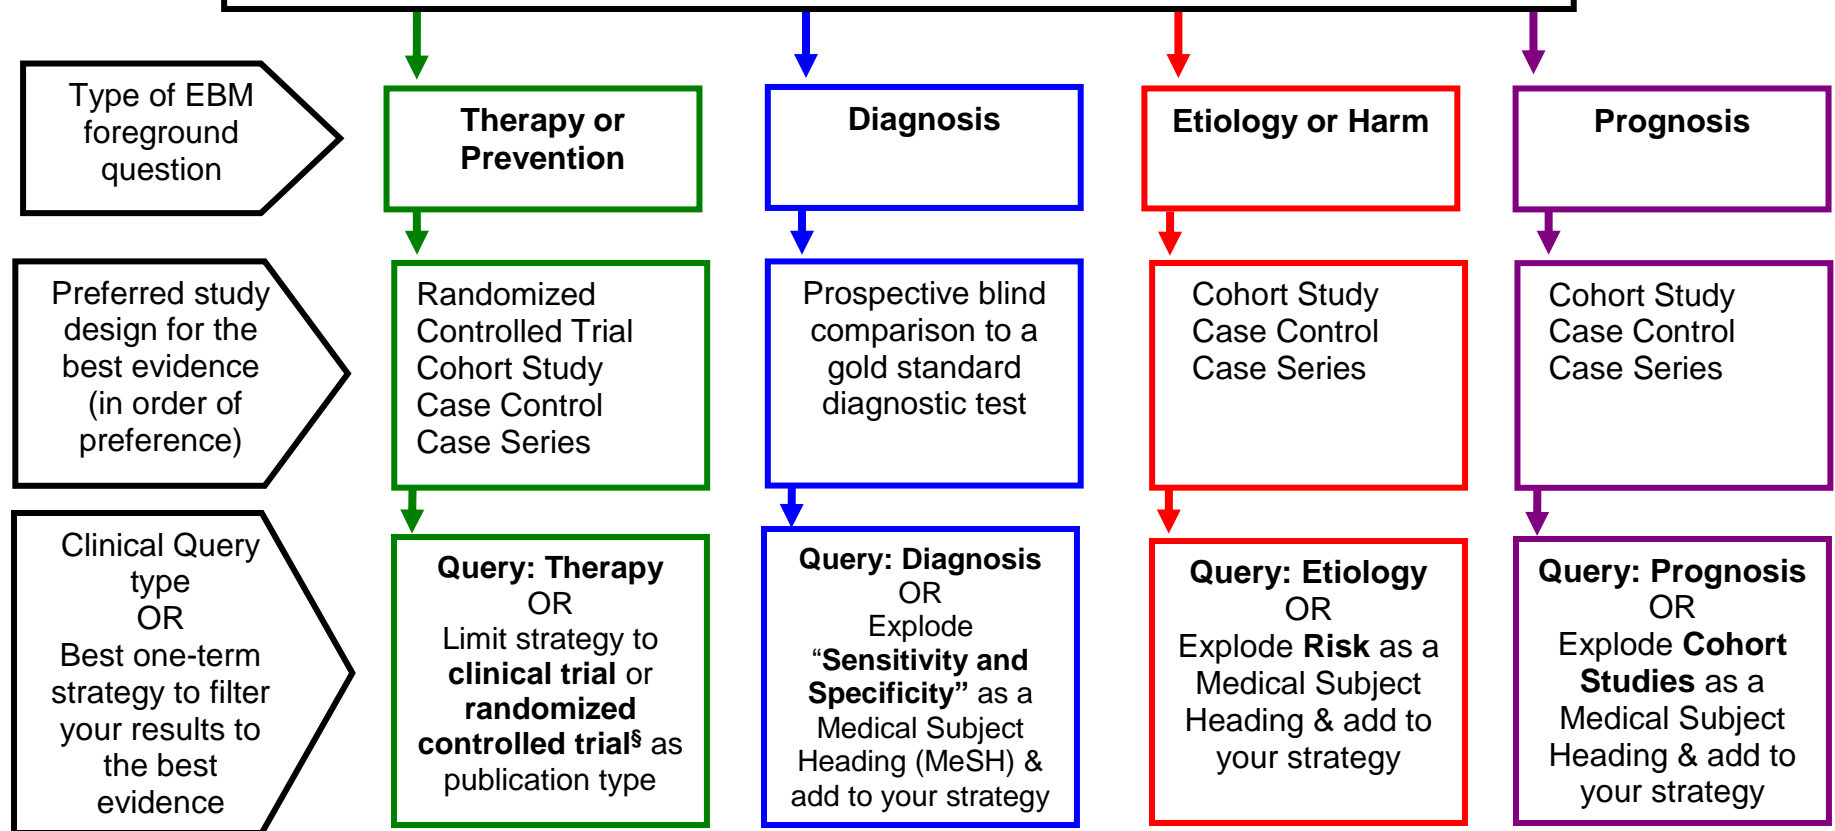 Type of EBM
foreground
question
Therapy or
Prevention
Diagnosis
Etiology or Harm
Prognosis
Preferred study
design for the
best evidence
(in order of
preference)
Randomized
Controlled Trial
Cohort Study
Case Control
Case Series
Prospective blind
comparison to a
gold standard
diagnostic test
Cohort Study
Case Control
Case Series
Cohort Study
Case Control
Case Series
Clinical Query
type
OR
Best one-term
strategy to filter
your results to
the best
evidence
Query: Therapy
OR
Limit strategy to
clinical trial or
randomized
controlled trial§ as
publication type
Query: Diagnosis
OR
Explode
“Sensitivity and
Specificity” as a
Medical Subject
Heading (MeSH) &
add to your strategy
Query: Etiology
OR
Explode Risk as a
Medical Subject
Heading & add to
your strategy
Query: Prognosis
OR
Explode Cohort
Studies as a
Medical Subject
Heading & add to
your strategy